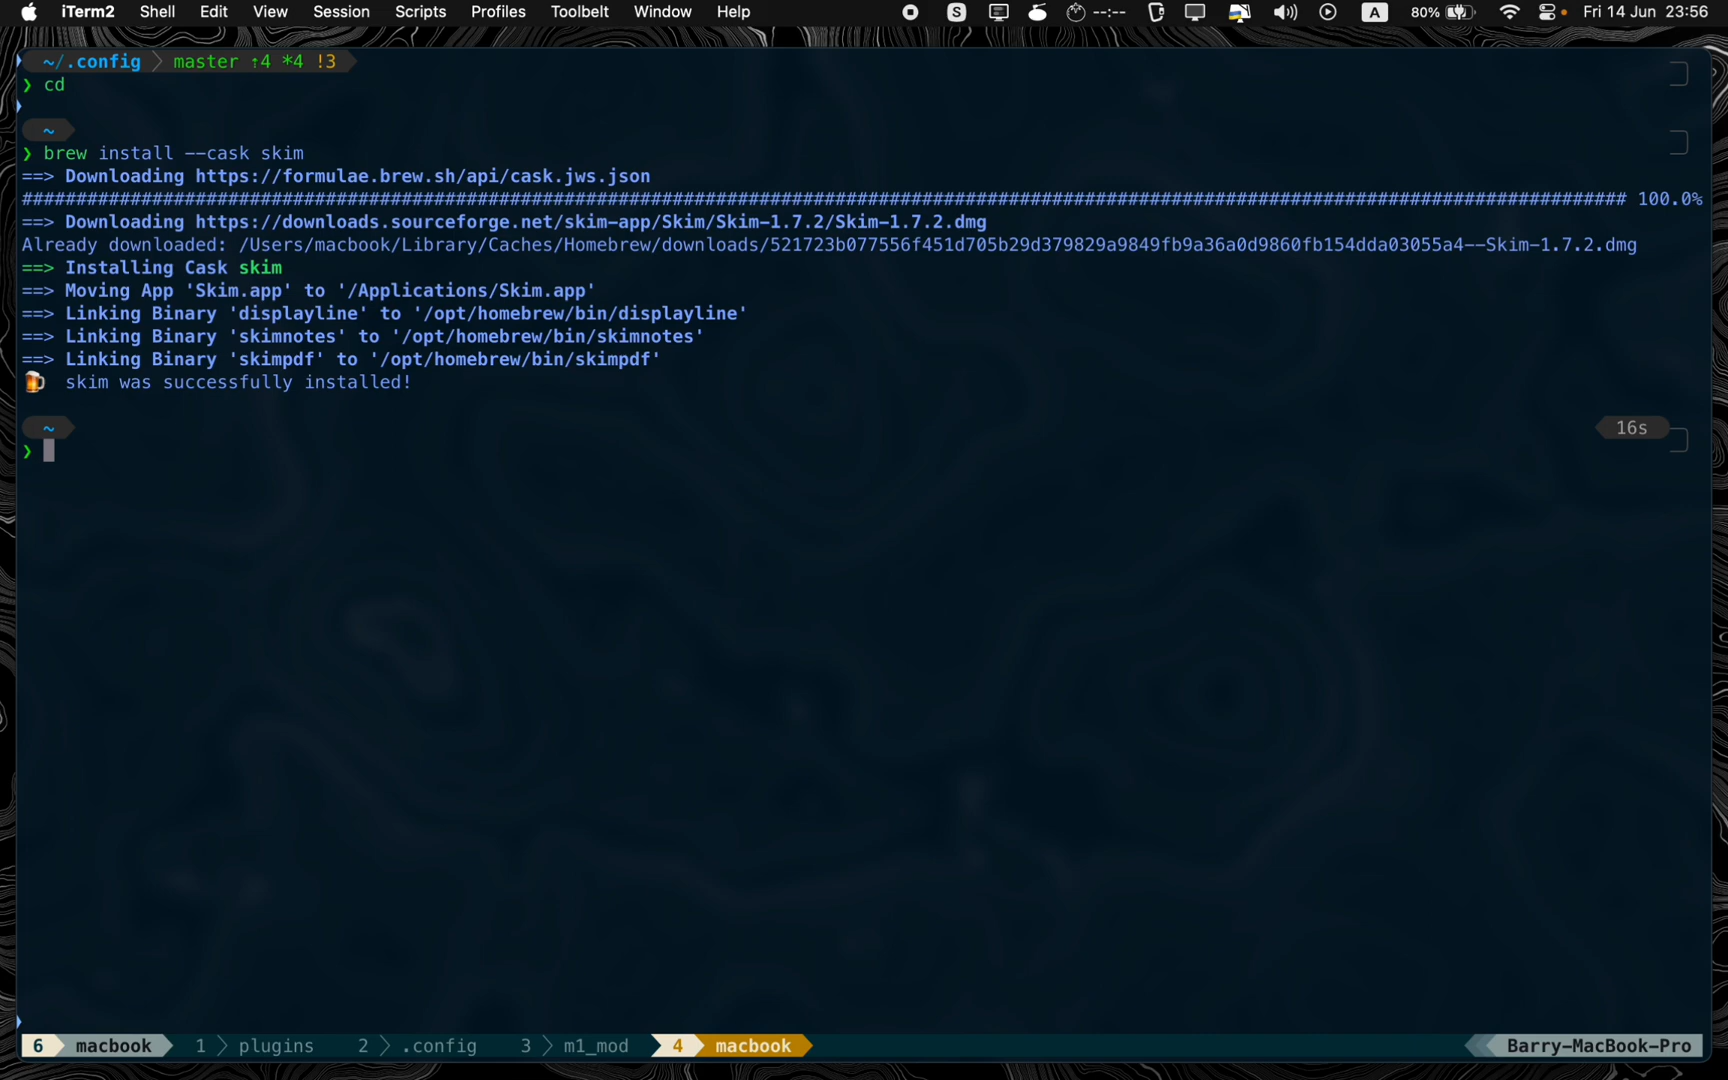 iTerm2 Shell Edit View Session Scripts Profiles Toolbelt Window Help S --:-- A 80% Fri 14 Jun 23:56
~/.config master ⇡4 *4 !3
❯ cd
~
❯ brew install --cask skim
==> Downloading https://formulae.brew.sh/api/cask.jws.json
######################################################################################################################################################## 100.0%
==> Downloading https://downloads.sourceforge.net/skim-app/Skim/Skim-1.7.2/Skim-1.7.2.dmg
Already downloaded: /Users/macbook/Library/Caches/Homebrew/downloads/521723b077556f451d705b29d379829a9849fb9a36a0d9860fb154dda03055a4--Skim-1.7.2.dmg
==> Installing Cask skim
==> Moving App 'Skim.app' to '/Applications/Skim.app'
==> Linking Binary 'displayline' to '/opt/homebrew/bin/displayline'
==> Linking Binary 'skimnotes' to '/opt/homebrew/bin/skimnotes'
==> Linking Binary 'skimpdf' to '/opt/homebrew/bin/skimpdf'
🍺 skim was successfully installed!
~ 16s
❯
6 macbook 1 plugins 2 .config 3 m1_mod 4 macbook Barry-MacBook-Pro